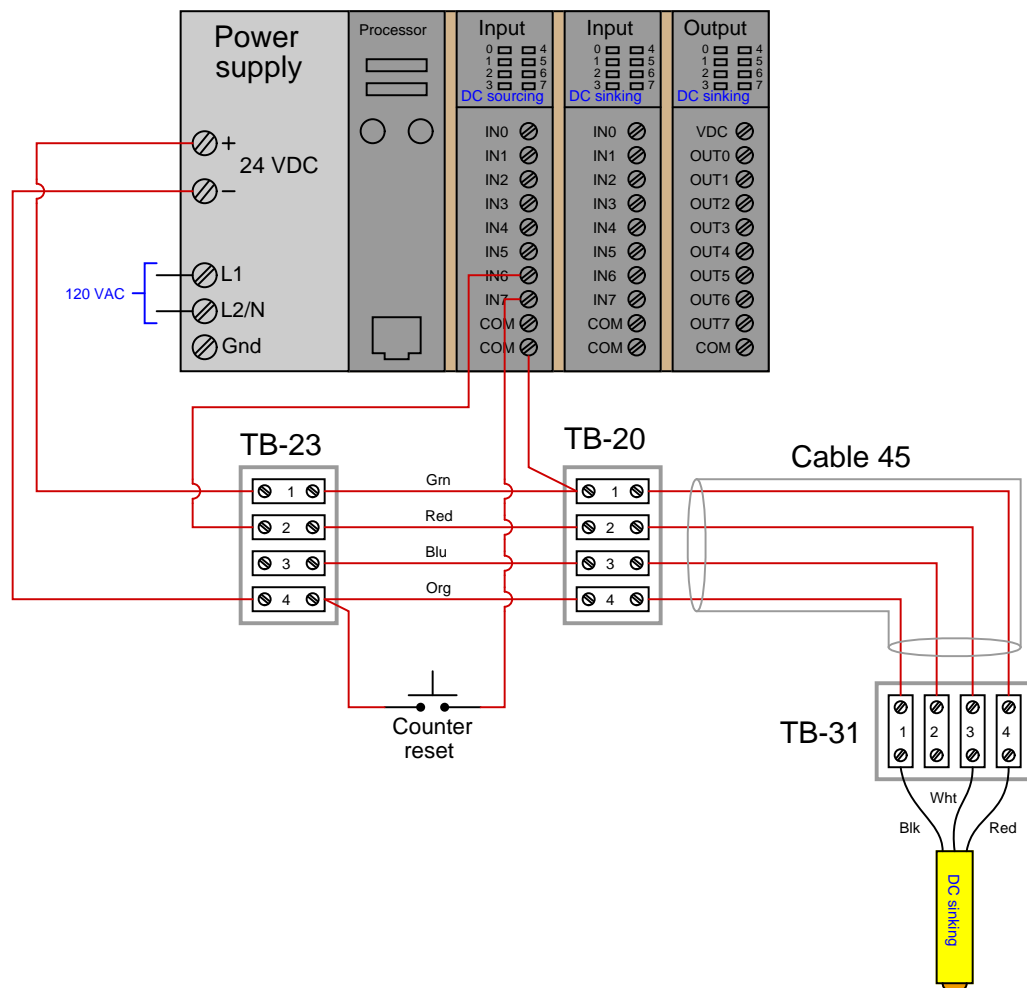 Power
supply
Processor
Input
Input
Output
0 4
1 5
2 6
3 7
DC sourcing
0 4
1 5
2 6
3 7
DC sinking
0 4
1 5
2 6
3 7
DC sinking
+
24 VDC
−
120 VAC
L1
L2/N
Gnd
IN0
IN1
IN2
IN3
IN4
IN5
IN6
IN7
COM
COM
IN0
IN1
IN2
IN3
IN4
IN5
IN6
IN7
COM
COM
VDC
OUT0
OUT1
OUT2
OUT3
OUT4
OUT5
OUT6
OUT7
COM
TB-23
TB-20
Cable 45
1
2
3
4
Grn
Red
Blu
Org
1
2
3
4
Counter
reset
TB-31
1 2 3 4
Blk
Wht
Red
DC sinking